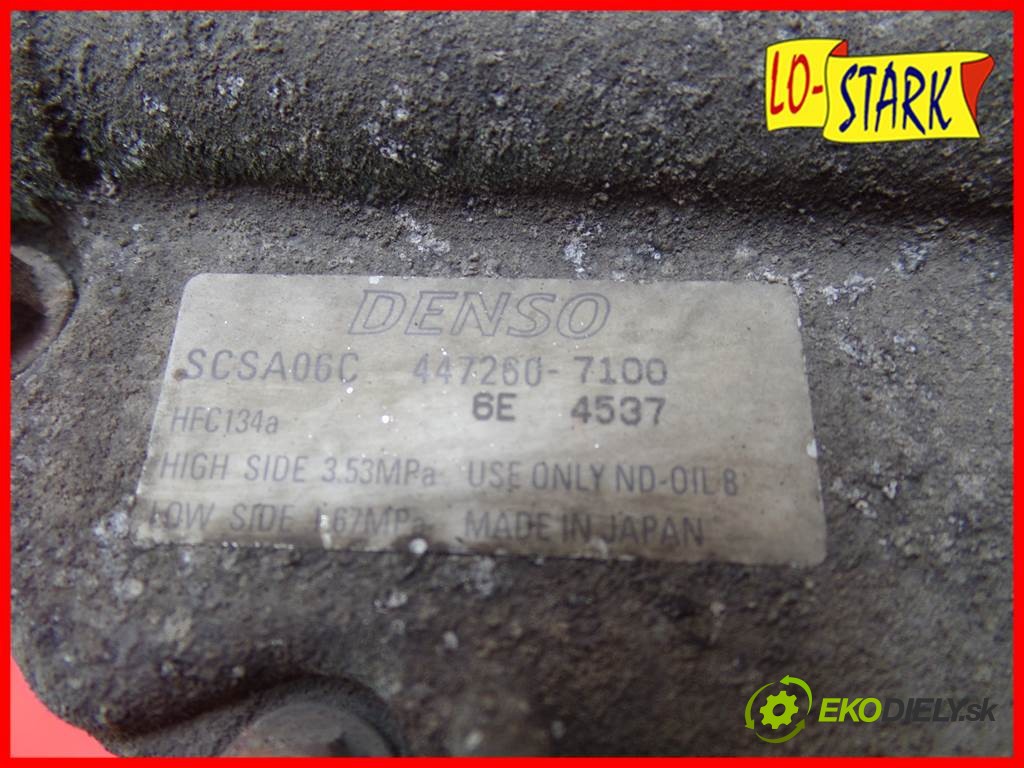 LO-STARK
DENSO
SCSA06C 447260-7100
6E 4537
HFC134a
HIGH SIDE 3.53MPa USE ONLY ND-OIL 8
LOW SIDE 1.67MPa MADE IN JAPAN
EKODJELY.sk